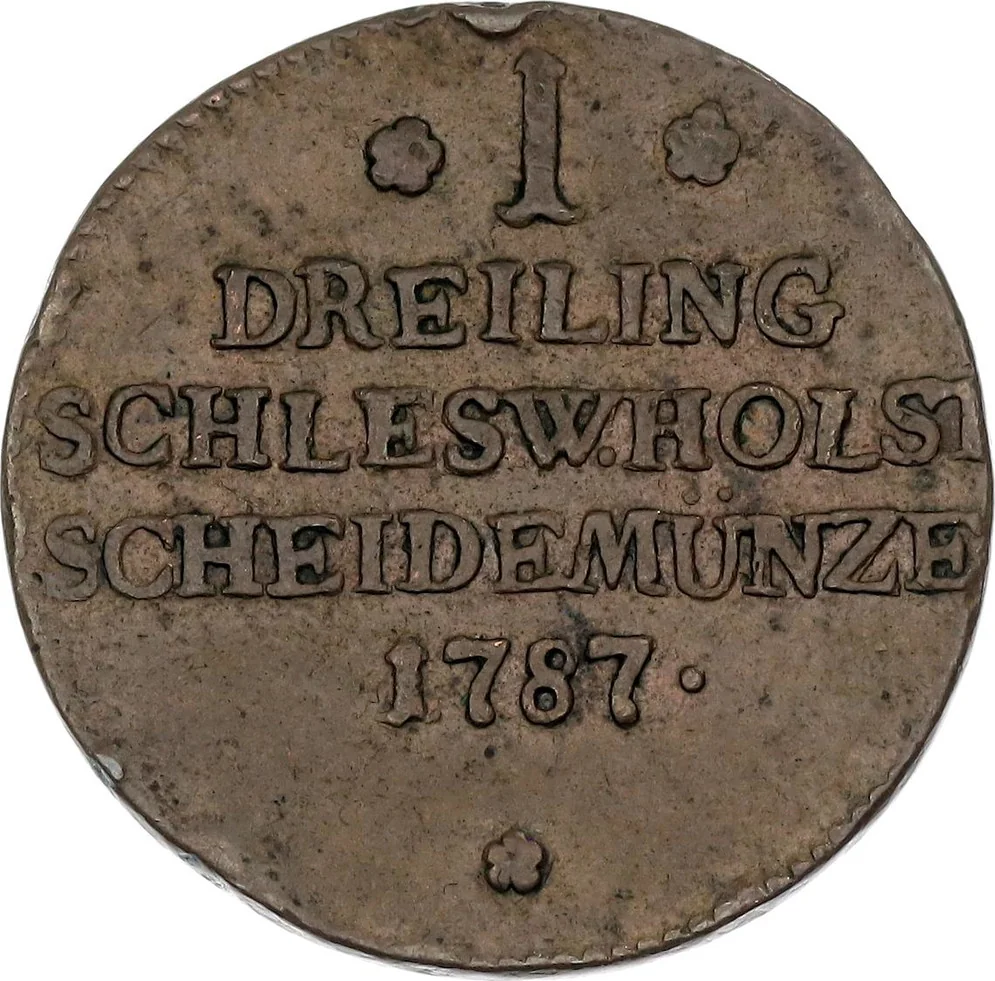 1
DREILING
SCHLESW.HOLST
SCHEIDEMÜNZE
1787.